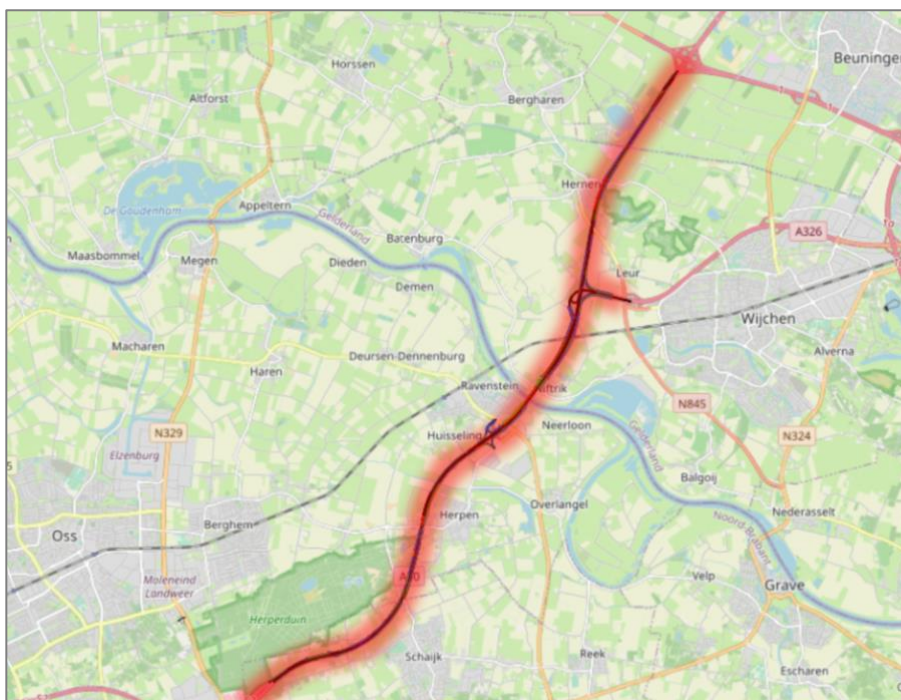 Horssen
Beuningen
Altforst
Bergharen
Hernen
De Gouden ham
Appeltern
Gelderland
Batenburg
A326
Maasbommel
Megen
Dieden
Leur
Demen
Wijchen
Macharen
Deursen-Dennenburg
Alverna
Haren
Ravenstein
Niftrik
N845
N329
Huisseling
Neerloon
N324
Elzenburg
Gelderland
Balgoij
Oss
Berghem
Herpen
Overlangel
Nederasselt
Noord-Brabant
Moleneind
Landweer
A50
Velp
Grave
Herperduin
Schaijk
Reek
Escharen